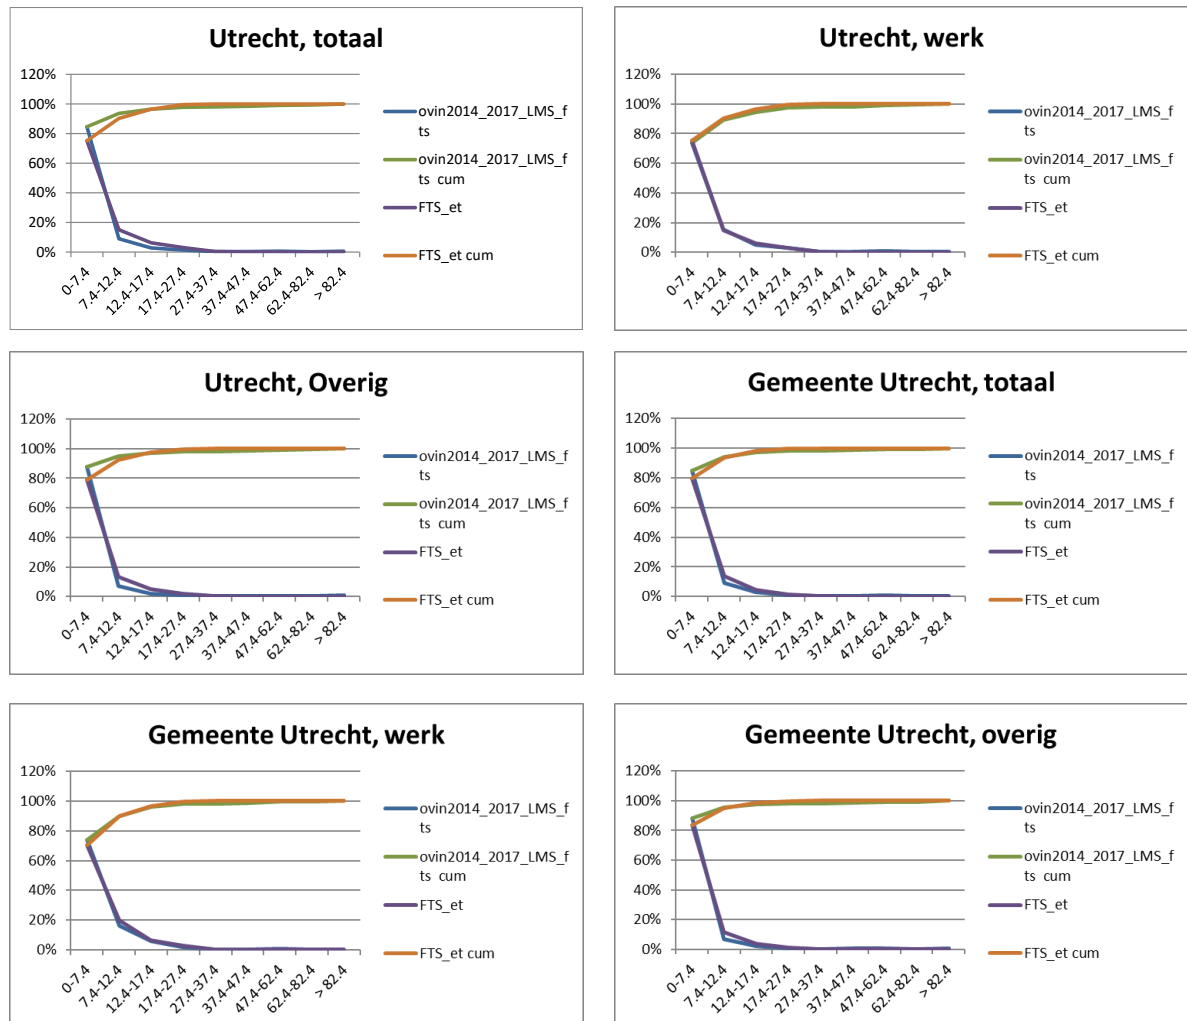 Utrecht, totaal
120%
100%
80%
60%
40%
20%
0%
0-7.4
7.4-12.4
12.4-17.4
17.4-27.4
27.4-37.4
37.4-47.4
47.4-62.4
62.4-82.4
> 82.4
ovin2014_2017_LMS_f
ts
ovin2014_2017_LMS_f
ts cum
FTS_et
FTS_et cum
Utrecht, werk
120%
100%
80%
60%
40%
20%
0%
0-7.4
7.4-12.4
12.4-17.4
17.4-27.4
27.4-37.4
37.4-47.4
47.4-62.4
62.4-82.4
> 82.4
ovin2014_2017_LMS_f
ts
ovin2014_2017_LMS_f
ts cum
FTS_et
FTS_et cum
Utrecht, Overig
120%
100%
80%
60%
40%
20%
0%
0-7.4
7.4-12.4
12.4-17.4
17.4-27.4
27.4-37.4
37.4-47.4
47.4-62.4
62.4-82.4
> 82.4
ovin2014_2017_LMS_f
ts
ovin2014_2017_LMS_f
ts cum
FTS_et
FTS_et cum
Gemeente Utrecht, totaal
120%
100%
80%
60%
40%
20%
0%
0-7.4
7.4-12.4
12.4-17.4
17.4-27.4
27.4-37.4
37.4-47.4
47.4-62.4
62.4-82.4
> 82.4
ovin2014_2017_LMS_f
ts
ovin2014_2017_LMS_f
ts cum
FTS_et
FTS_et cum
Gemeente Utrecht, werk
120%
100%
80%
60%
40%
20%
0%
0-7.4
7.4-12.4
12.4-17.4
17.4-27.4
27.4-37.4
37.4-47.4
47.4-62.4
62.4-82.4
> 82.4
ovin2014_2017_LMS_f
ts
ovin2014_2017_LMS_f
ts cum
FTS_et
FTS_et cum
Gemeente Utrecht, overig
120%
100%
80%
60%
40%
20%
0%
0-7.4
7.4-12.4
12.4-17.4
17.4-27.4
27.4-37.4
37.4-47.4
47.4-62.4
62.4-82.4
> 82.4
ovin2014_2017_LMS_f
ts
ovin2014_2017_LMS_f
ts cum
FTS_et
FTS_et cum